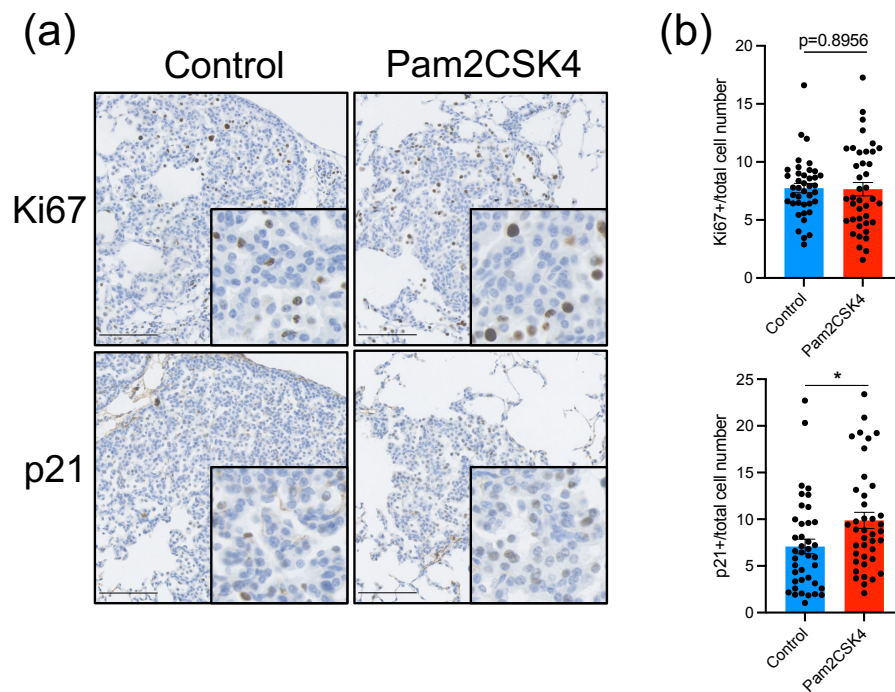 (a)
Control
Pam2CSK4
Ki67
p21
(b)
p=0.8956
Ki67+/total cell number
20
15
10
5
0
Control
Pam2CSK4
*
p21+/total cell number
25
20
15
10
5
0
Control
Pam2CSK4